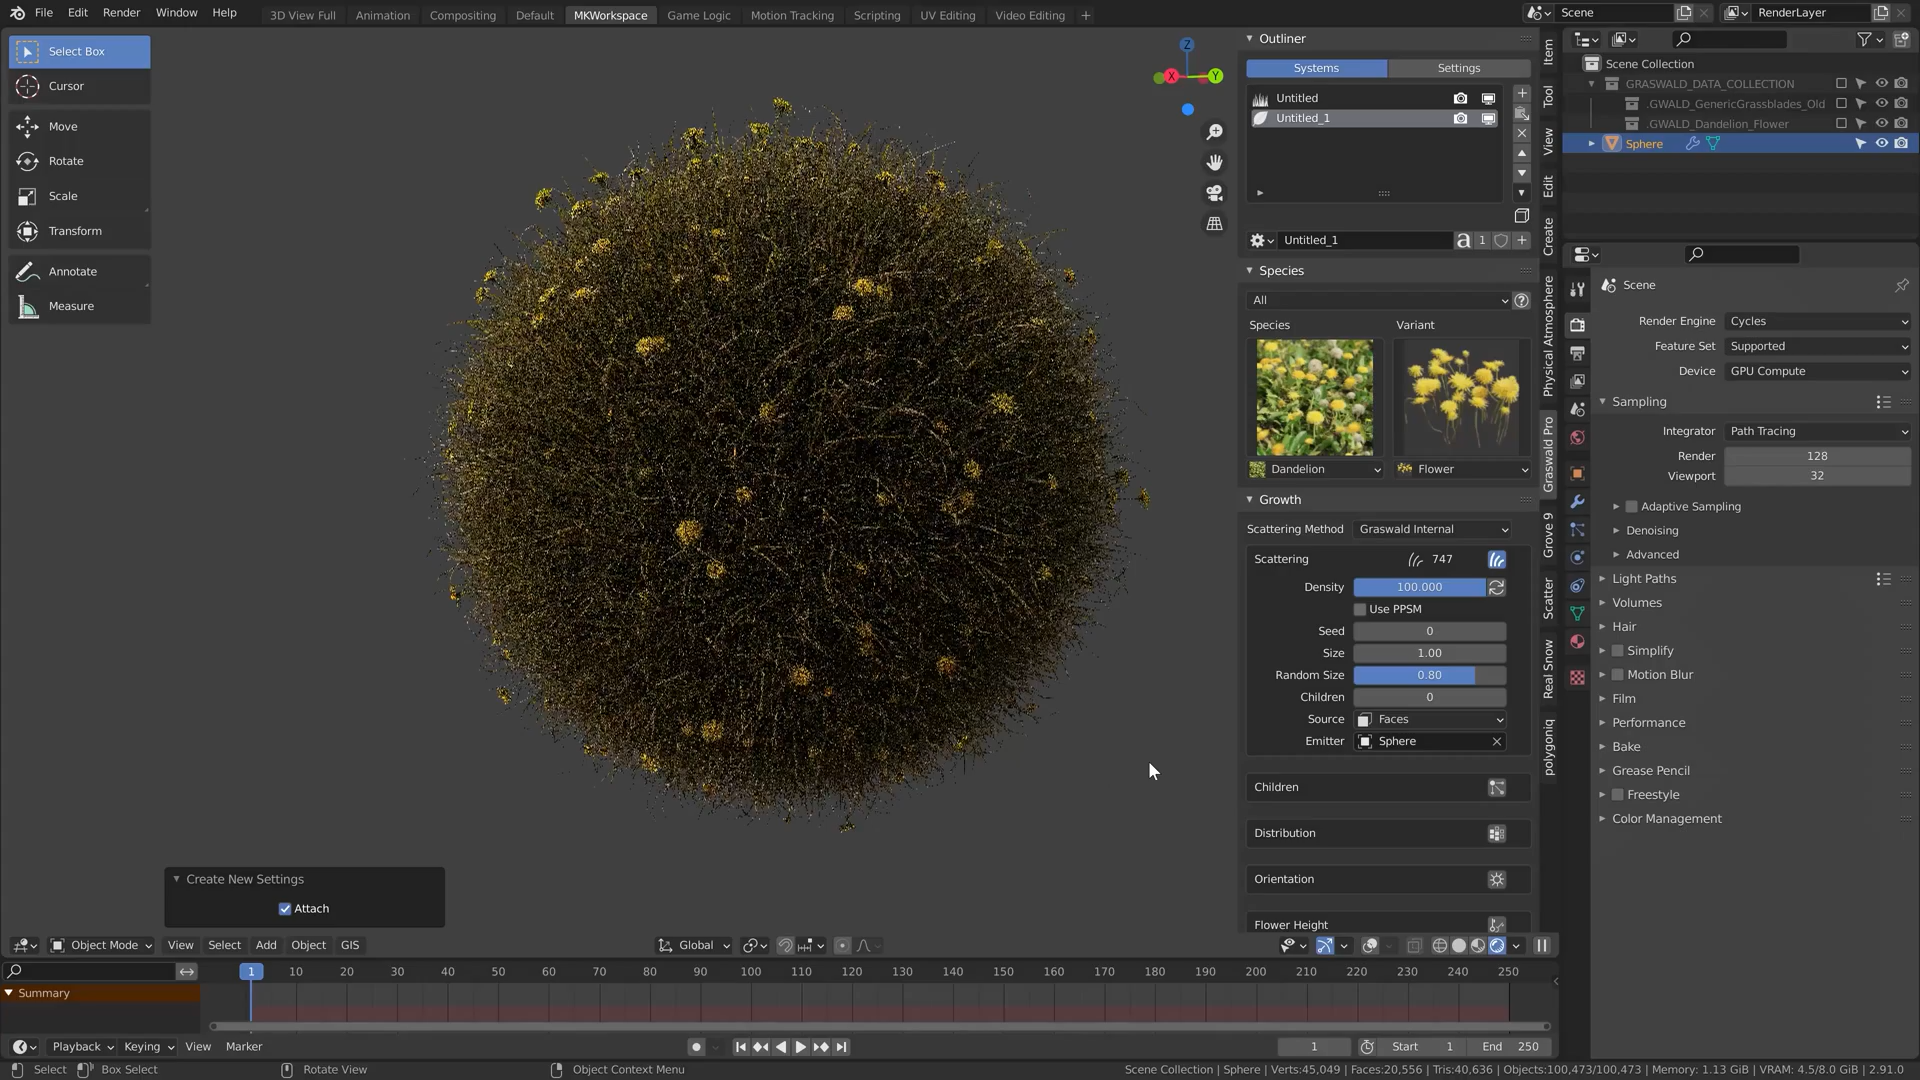 File Edit Render Window Help 3D View Full Animation Compositing Default MKWorkspace Game Logic Motion Tracking Scripting UV Editing Video Editing + Scene RenderLayer
Select Box
Cursor
Move
Rotate
Scale
Transform
Annotate
Measure
X Y Z
Outliner
Systems Settings
Untitled
Untitled_1
Untitled_1 a 1
Species
All
Species Variant
Dandelion Flower
Growth
Scattering Method Graswald Internal
Scattering 747
Density 100.000
Use PPSM
Seed 0
Size 1.00
Random Size 0.80
Children 0
Source Faces
Emitter Sphere
Children
Distribution
Orientation
Flower Height
Item
Tool
View
Edit
Create
Physical Atmosphere
Graswald Pro
Grove 9
Scatter
Real Snow
polygoniq
Scene Collection
GRASWALD_DATA_COLLECTION
.GWALD_GenericGrassblades_Old
.GWALD_Dandelion_Flower
Sphere
Scene
Render Engine Cycles
Feature Set Supported
Device GPU Compute
Sampling
Integrator Path Tracing
Render 128
Viewport 32
Adaptive Sampling
Denoising
Advanced
Light Paths
Volumes
Hair
Simplify
Motion Blur
Film
Performance
Bake
Grease Pencil
Freestyle
Color Management
Create New Settings
Attach
Object Mode View Select Add Object GIS Global
1 10 20 30 40 50 60 70 80 90 100 110 120 130 140 150 160 170 180 190 200 210 220 230 240 250
Summary
Playback Keying View Marker 1 Start 1 End 250
Select Box Select Rotate View Object Context Menu Scene Collection | Sphere | Verts:45,049 | Faces:20,556 | Tris:40,636 | Objects:100,473/100,473 | Memory: 1.13 GiB | VRAM: 4.5/8.0 GiB | 2.91.0